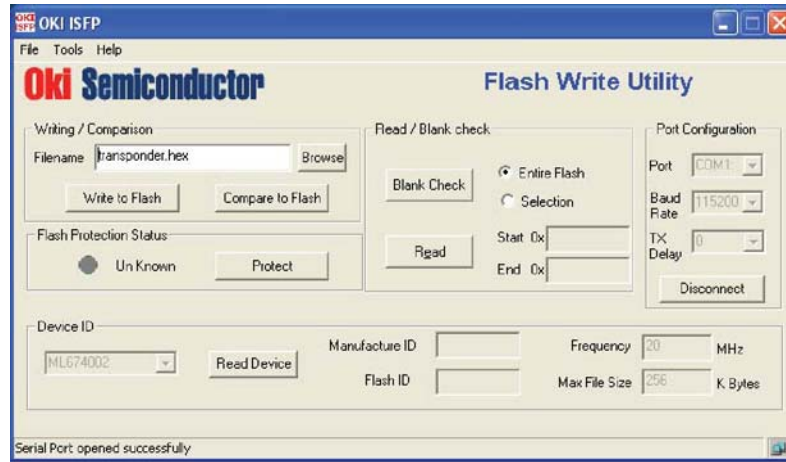 OKI ISFP OKI ISFP
File Tools Help
Oki Semiconductor
Flash Write Utility
Writing / Comparison
Filename transponder.hex Browse
Write to Flash Compare to Flash
Flash Protection Status
Un Known Protect
Read / Blank check
Blank Check
Entire Flash
Selection
Read
Start 0x
End 0x
Port Configuration
Port COM1:
Baud Rate 115200
TX Delay 0
Disconnect
Device ID
ML674002 Read Device
Manufacture ID
Flash ID
Frequency 20 MHz
Max File Size 256 K Bytes
Serial Port opened successfully